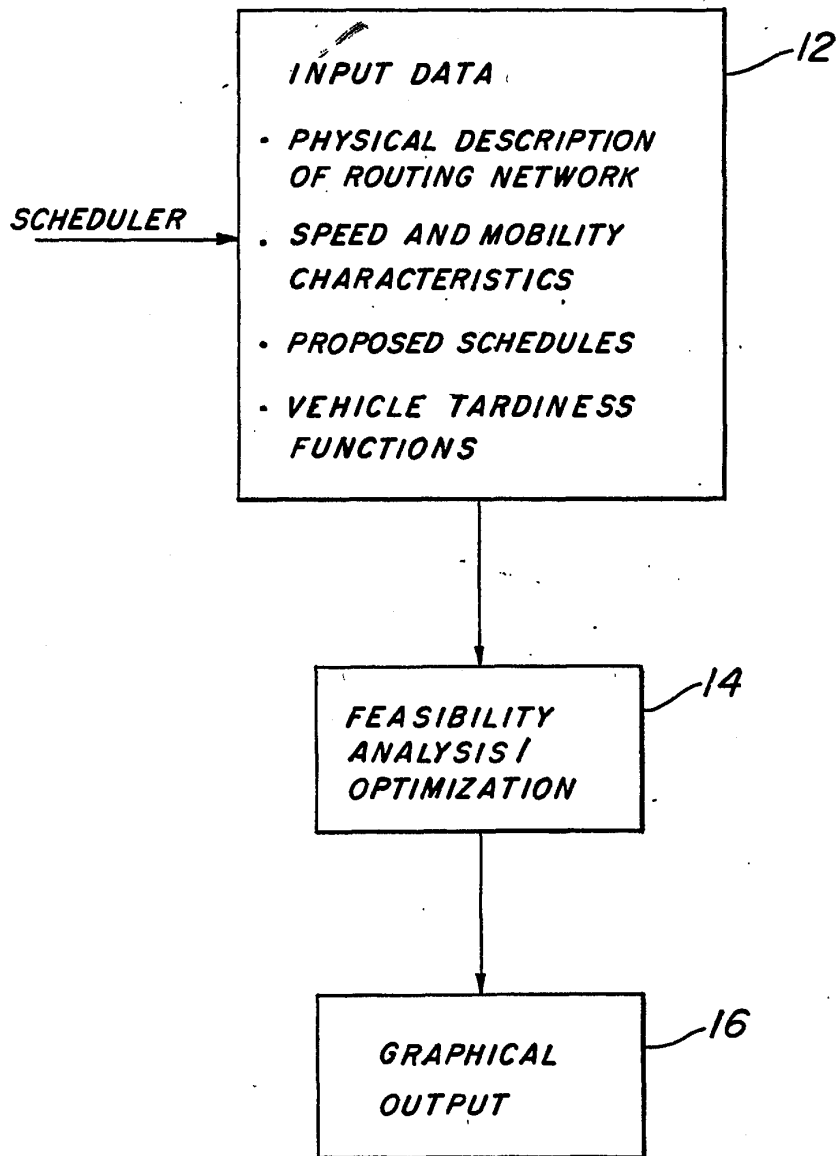 12
INPUT DATA
· PHYSICAL DESCRIPTION
OF ROUTING NETWORK
SCHEDULER
· SPEED AND MOBILITY
CHARACTERISTICS
· PROPOSED SCHEDULES
· VEHICLE TARDINESS
FUNCTIONS
14
FEASIBILITY
ANALYSIS/
OPTIMIZATION
16
GRAPHICAL
OUTPUT